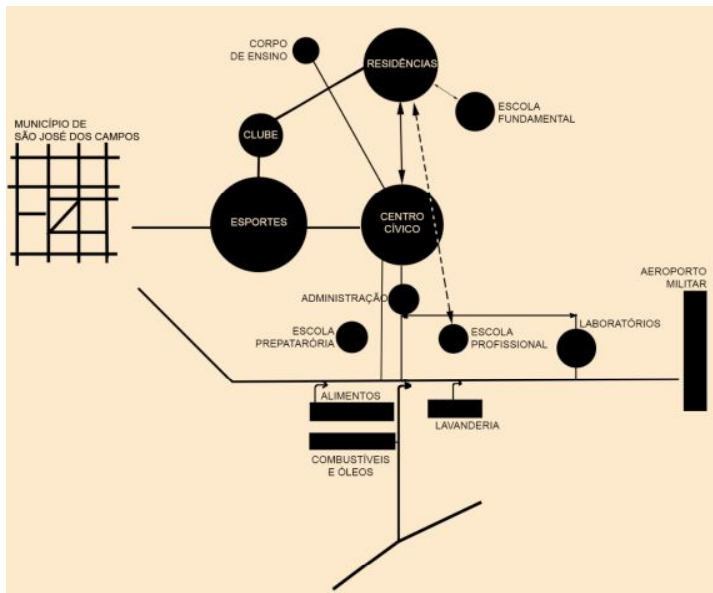 CORPO
DE ENSINO
RESIDÊNCIAS
ESCOLA
FUNDAMENTAL
MUNICÍPIO DE
SÃO JOSÉ DOS CAMPOS
CLUBE
ESPORTES
CENTRO
CÍVICO
AEROPORTO
MILITAR
ADMINISTRAÇÃO
ESCOLA
PREPATARÓRIA
ESCOLA
PROFISSIONAL
LABORATÓRIOS
ALIMENTOS
LAVANDERIA
COMBUSTÍVEIS
E ÓLEOS